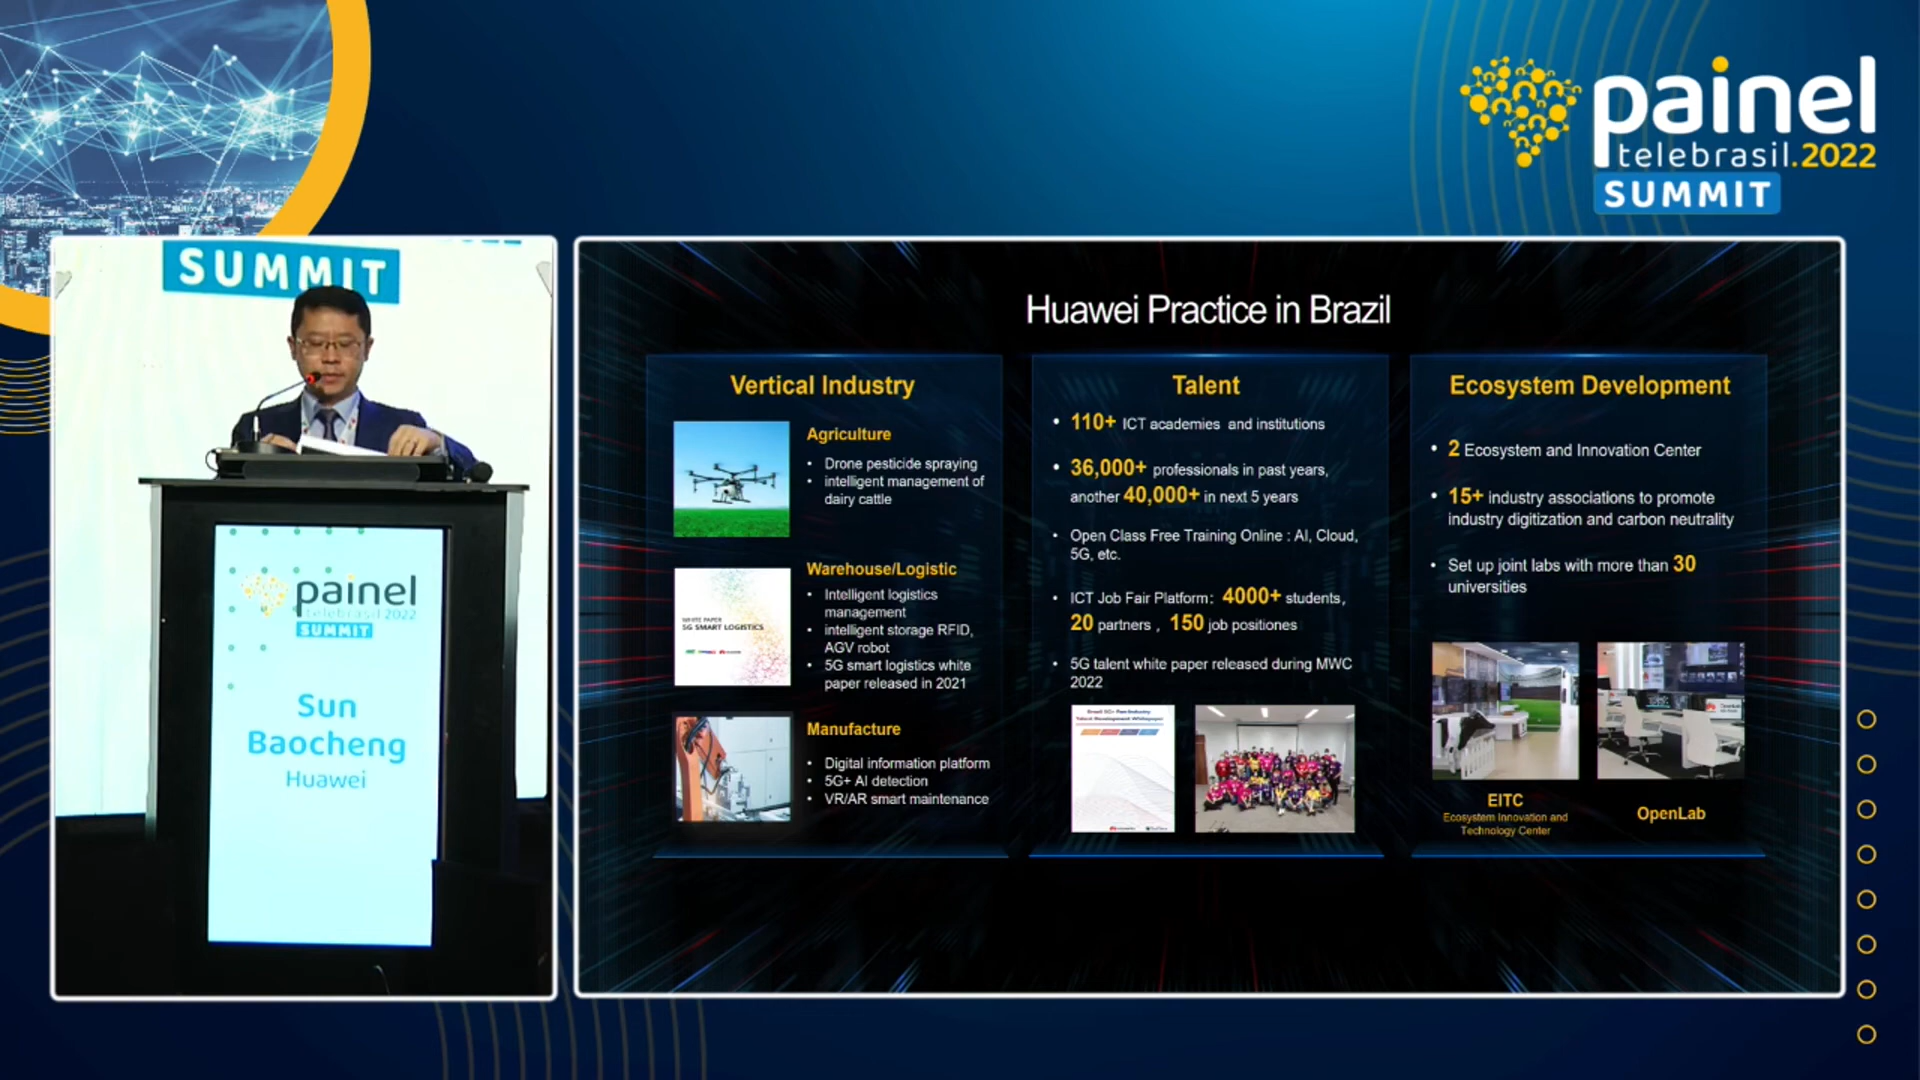 painel
telebrasil.2022
SUMMIT
SUMMIT
painel
telebrasil 2022
SUMMIT
Sun
Baocheng
Huawei
Huawei Practice in Brazil
Vertical Industry
Agriculture
• Drone pesticide spraying
• intelligent management of
dairy cattle
Warehouse/Logistic
• Intelligent logistics
management
• intelligent storage RFID,
AGV robot
• 5G smart logistics white
paper released in 2021
WHITE PAPER
5G SMART LOGISTICS
Manufacture
• Digital information platform
• 5G+ AI detection
• VR/AR smart maintenance
Talent
• 110+ ICT academies and institutions
• 36,000+ professionals in past years,
another 40,000+ in next 5 years
• Open Class Free Training Online : AI, Cloud,
5G, etc.
• ICT Job Fair Platform: 4000+ students,
20 partners , 150 job positiones
• 5G talent white paper released during MWC
2022
Talent Development Whitepaper
Ecosystem Development
• 2 Ecosystem and Innovation Center
• 15+ industry associations to promote
industry digitization and carbon neutrality
• Set up joint labs with more than 30
universities
EITC
Ecosystem Innovation and
Technology Center
OpenLab